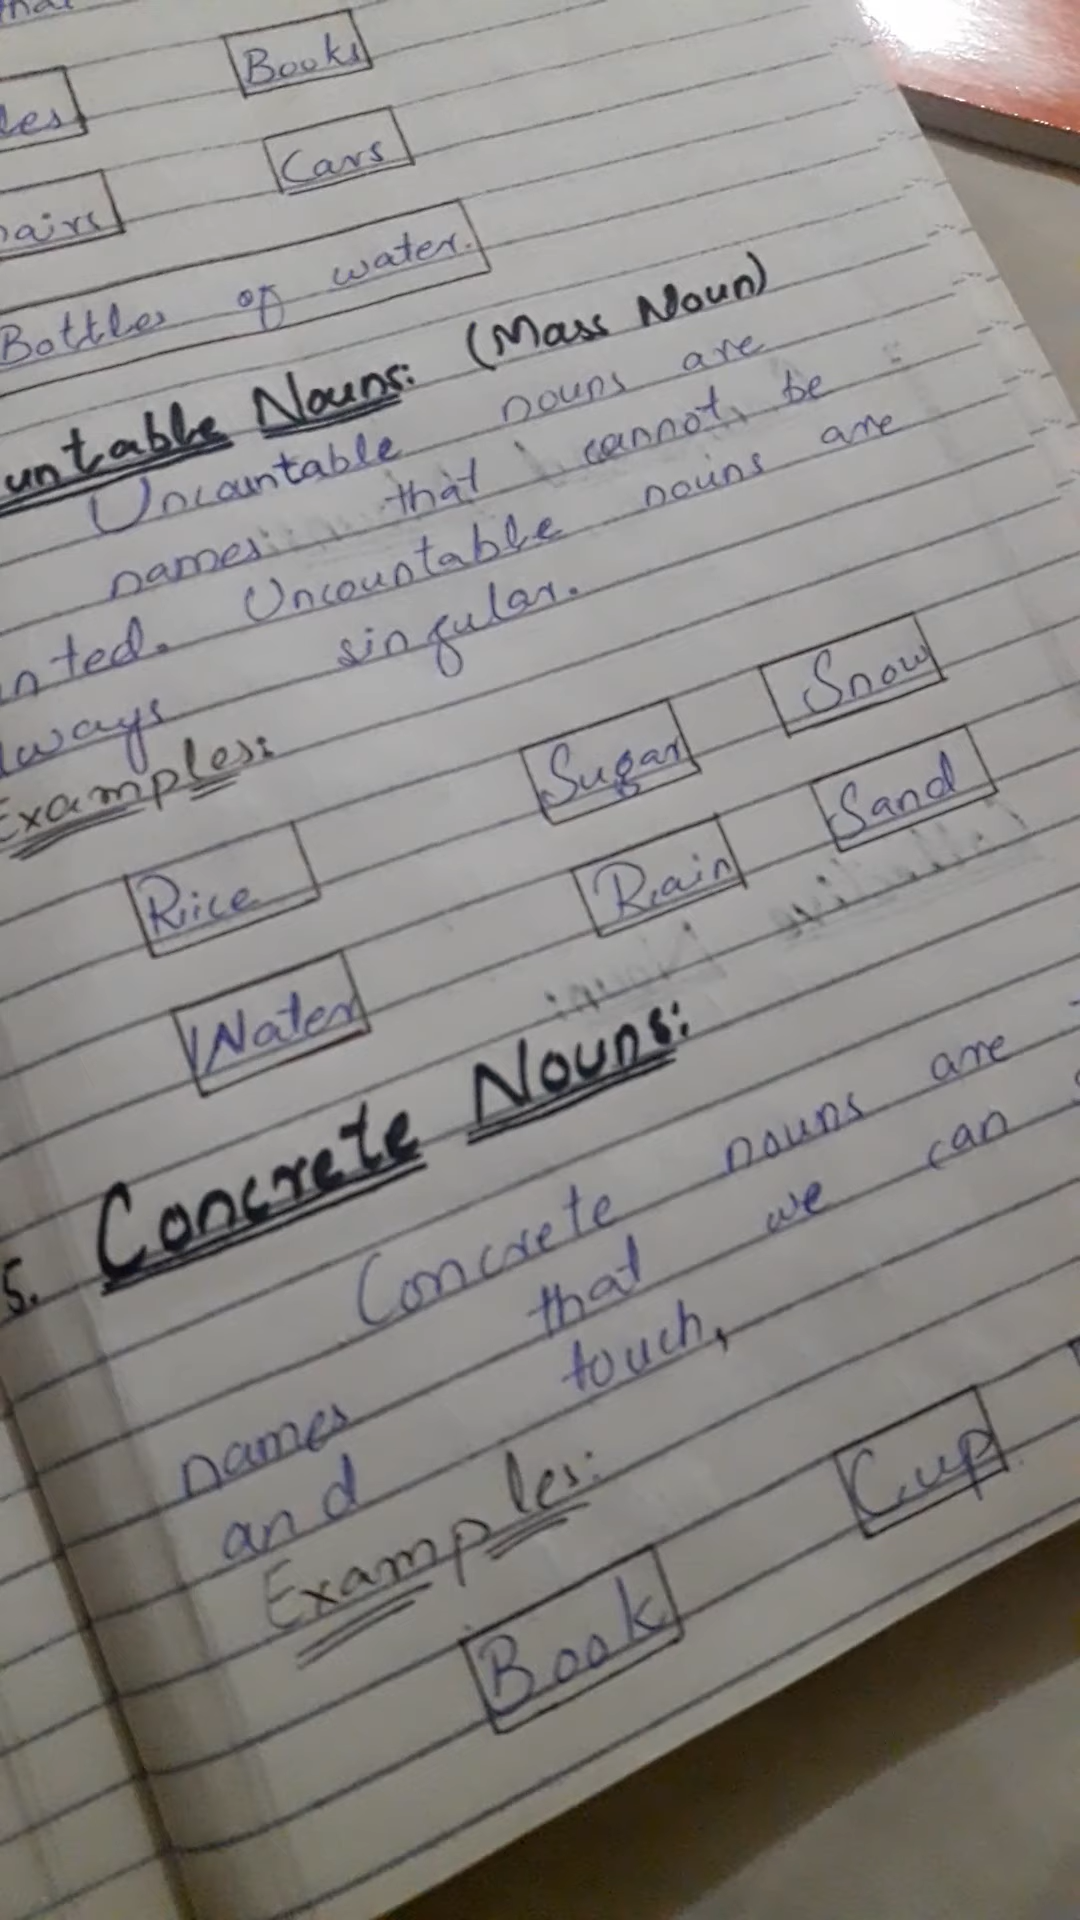 Books
Cars
Bottles of water.
untable Nouns: (Mass Noun)
Uncountable nouns are
names that cannot be
nted. Uncountable nouns are
lways singular.
Examples:
Rice Sugar Snow
Water Rain Sand
5. Concrete Nouns:
Concrete nouns are
names that we can
and touch,
Examples:
Book Cup